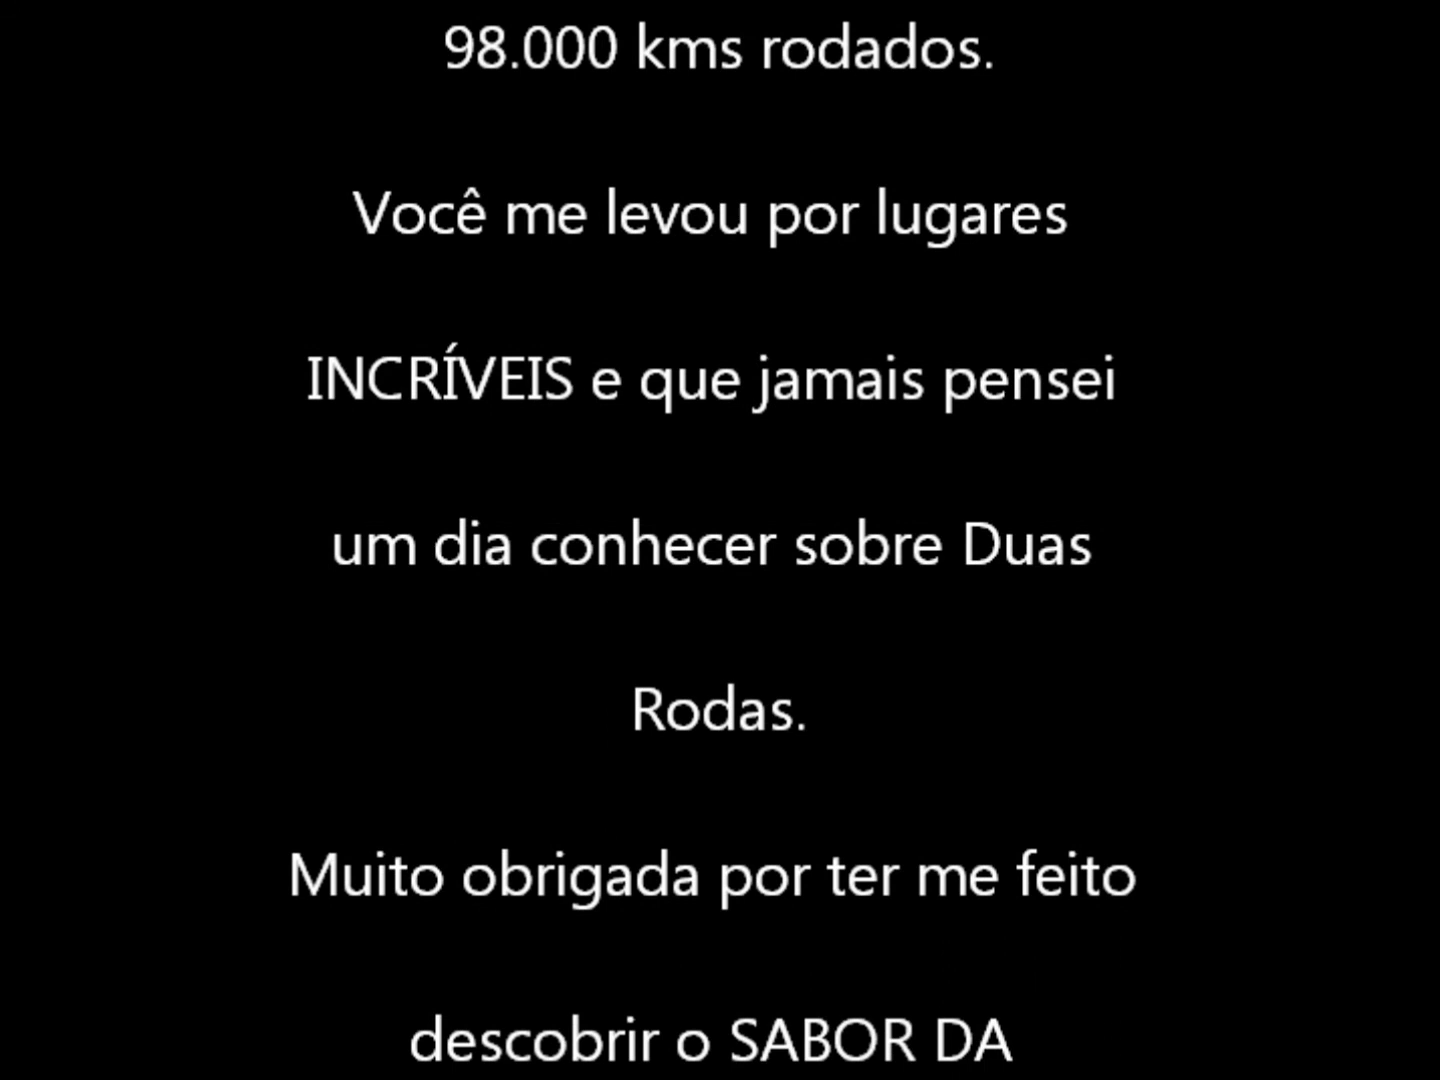 98.000 kms rodados.
Você me levou por lugares
INCRÍVEIS e que jamais pensei
um dia conhecer sobre Duas
Rodas.
Muito obrigada por ter me feito
descobrir o SABOR DA